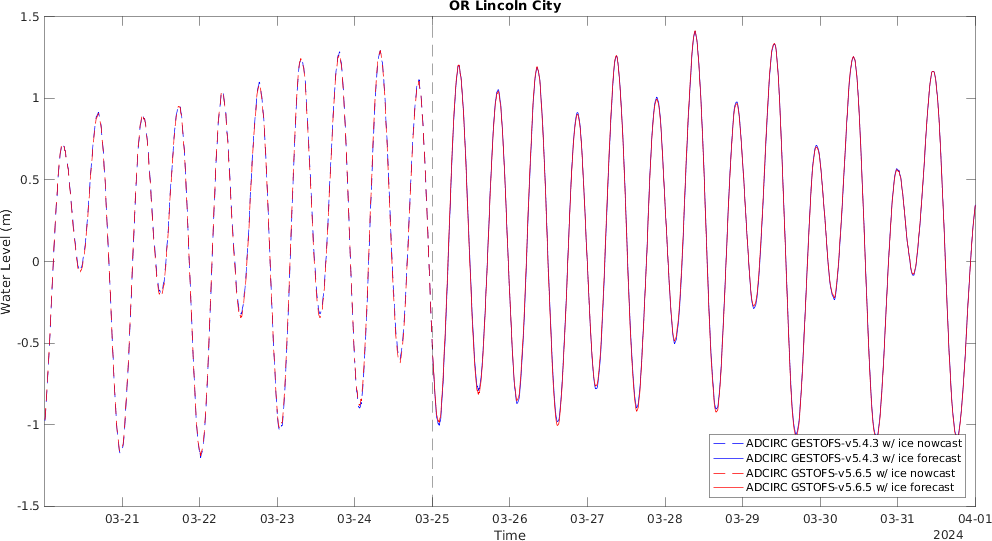 OR Lincoln City
1.5
1
0.5
0
-0.5
-1
-1.5
Water Level (m)
ADCIRC GESTOFS-v5.4.3 w/ ice nowcast
ADCIRC GESTOFS-v5.4.3 w/ ice forecast
ADCIRC GSTOFS-v5.6.5 w/ ice nowcast
ADCIRC GSTOFS-v5.6.5 w/ ice forecast
03-21 03-22 03-23 03-24 03-25 03-26 03-27 03-28 03-29 03-30 03-31 04-01
Time
2024